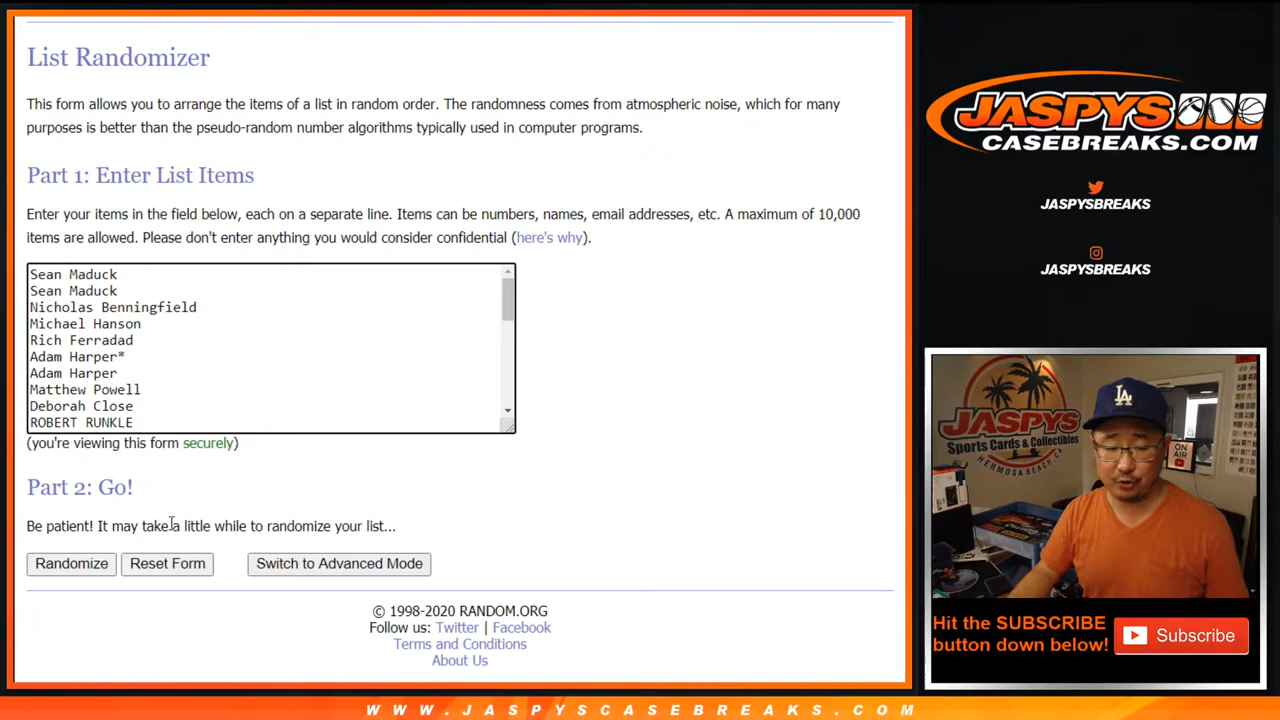 List Randomizer
This form allows you to arrange the items of a list in random order. The randomness comes from atmospheric noise, which for many
purposes is better than the pseudo-random number algorithms typically used in computer programs.
Part 1: Enter List Items
Enter your items in the field below, each on a separate line. Items can be numbers, names, email addresses, etc. A maximum of 10,000
items are allowed. Please don't enter anything you would consider confidential (here's why).
Sean Maduck
Sean Maduck
Nicholas Benningfield
Michael Hanson
Rich Ferradad
Adam Harper*
Adam Harper
Matthew Powell
Deborah Close
ROBERT RUNKLE
(you're viewing this form securely)
Part 2: Go!
Be patient! It may take a little while to randomize your list...
Randomize Reset Form Switch to Advanced Mode
© 1998-2020 RANDOM.ORG
Follow us: Twitter | Facebook
Terms and Conditions
About Us
JASPYS
CASEBREAKS.COM
JASPYSBREAKS
JASPYSBREAKS
JASPYS
Sports Cards & Collectibles
HERMOSA BEACH, CA
LA
ON
AIR
Hit the SUBSCRIBE
button down below!
Subscribe
WWW.JASPYSCASEBREAKS.COM